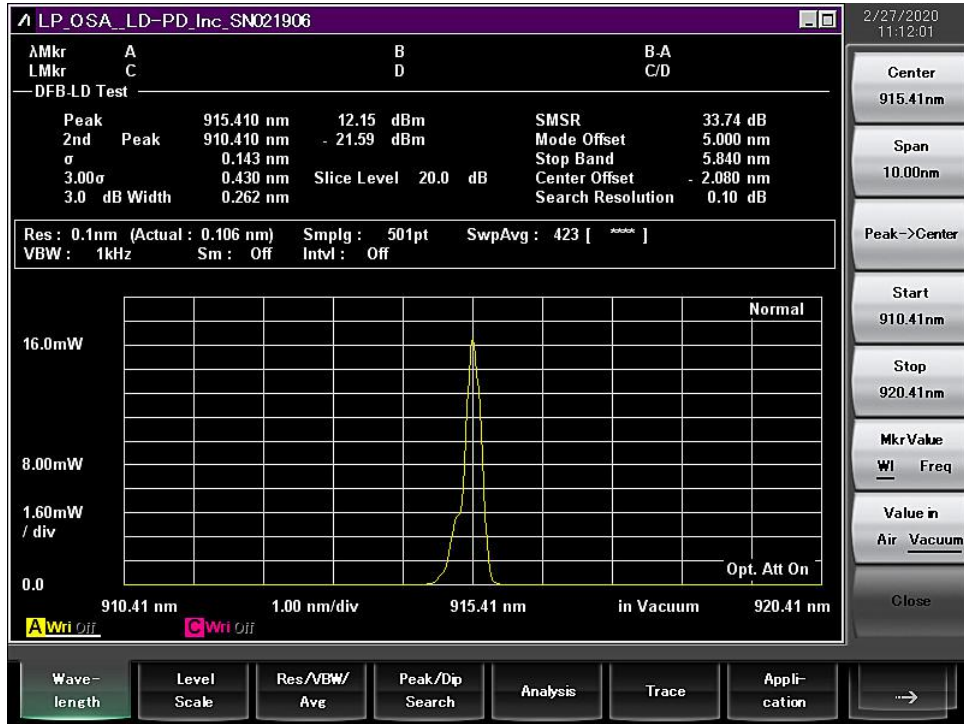 LP_OSA__LD-PD_Inc_SN021906
2/27/2020
11:12:01
λMkr A B B-A
LMkr C D C/D
DFB-LD Test
Peak 915.410 nm 12.15 dBm SMSR 33.74 dB
2nd Peak 910.410 nm - 21.59 dBm Mode Offset 5.000 nm
σ 0.143 nm Stop Band 5.840 nm
3.00σ 0.430 nm Slice Level 20.0 dB Center Offset - 2.080 nm
3.0 dB Width 0.262 nm Search Resolution 0.10 dB
Res : 0.1nm (Actual : 0.106 nm) Smplg : 501pt SwpAvg : 423 [ **** ]
VBW : 1kHz Sm : Off Intvl : Off
Normal
16.0mW
8.00mW
1.60mW
/ div
0.0
Opt. Att On
910.41 nm 1.00 nm/div 915.41 nm in Vacuum 920.41 nm
A Wri Off C Wri Off
Center
915.41nm
Span
10.00nm
Peak->Center
Start
910.41nm
Stop
920.41nm
MkrValue
Wl Freq
Value in
Air Vacuum
Close
Wave-
length
Level
Scale
Res/VBW/
Avg
Peak/Dip
Search
Analysis
Trace
Appli-
cation
→